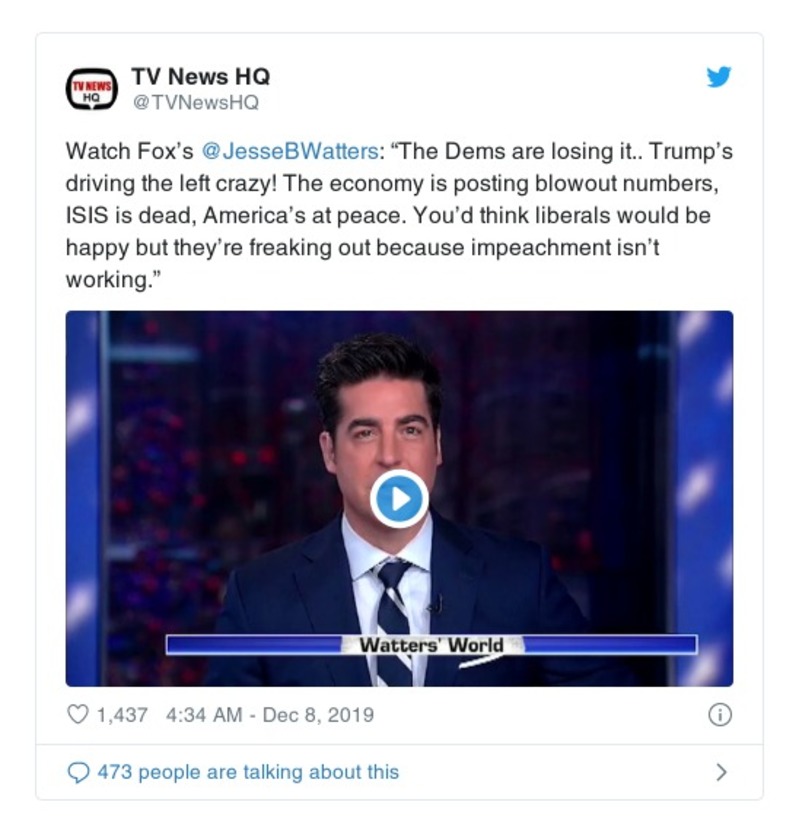 TV NEWS
HQ
TV News HQ
@TVNewsHQ
Watch Fox’s @JesseBWatters: “The Dems are losing it.. Trump’s
driving the left crazy! The economy is posting blowout numbers,
ISIS is dead, America’s at peace. You’d think liberals would be
happy but they’re freaking out because impeachment isn’t
working.”
Watters' World
1,437 4:34 AM - Dec 8, 2019
473 people are talking about this